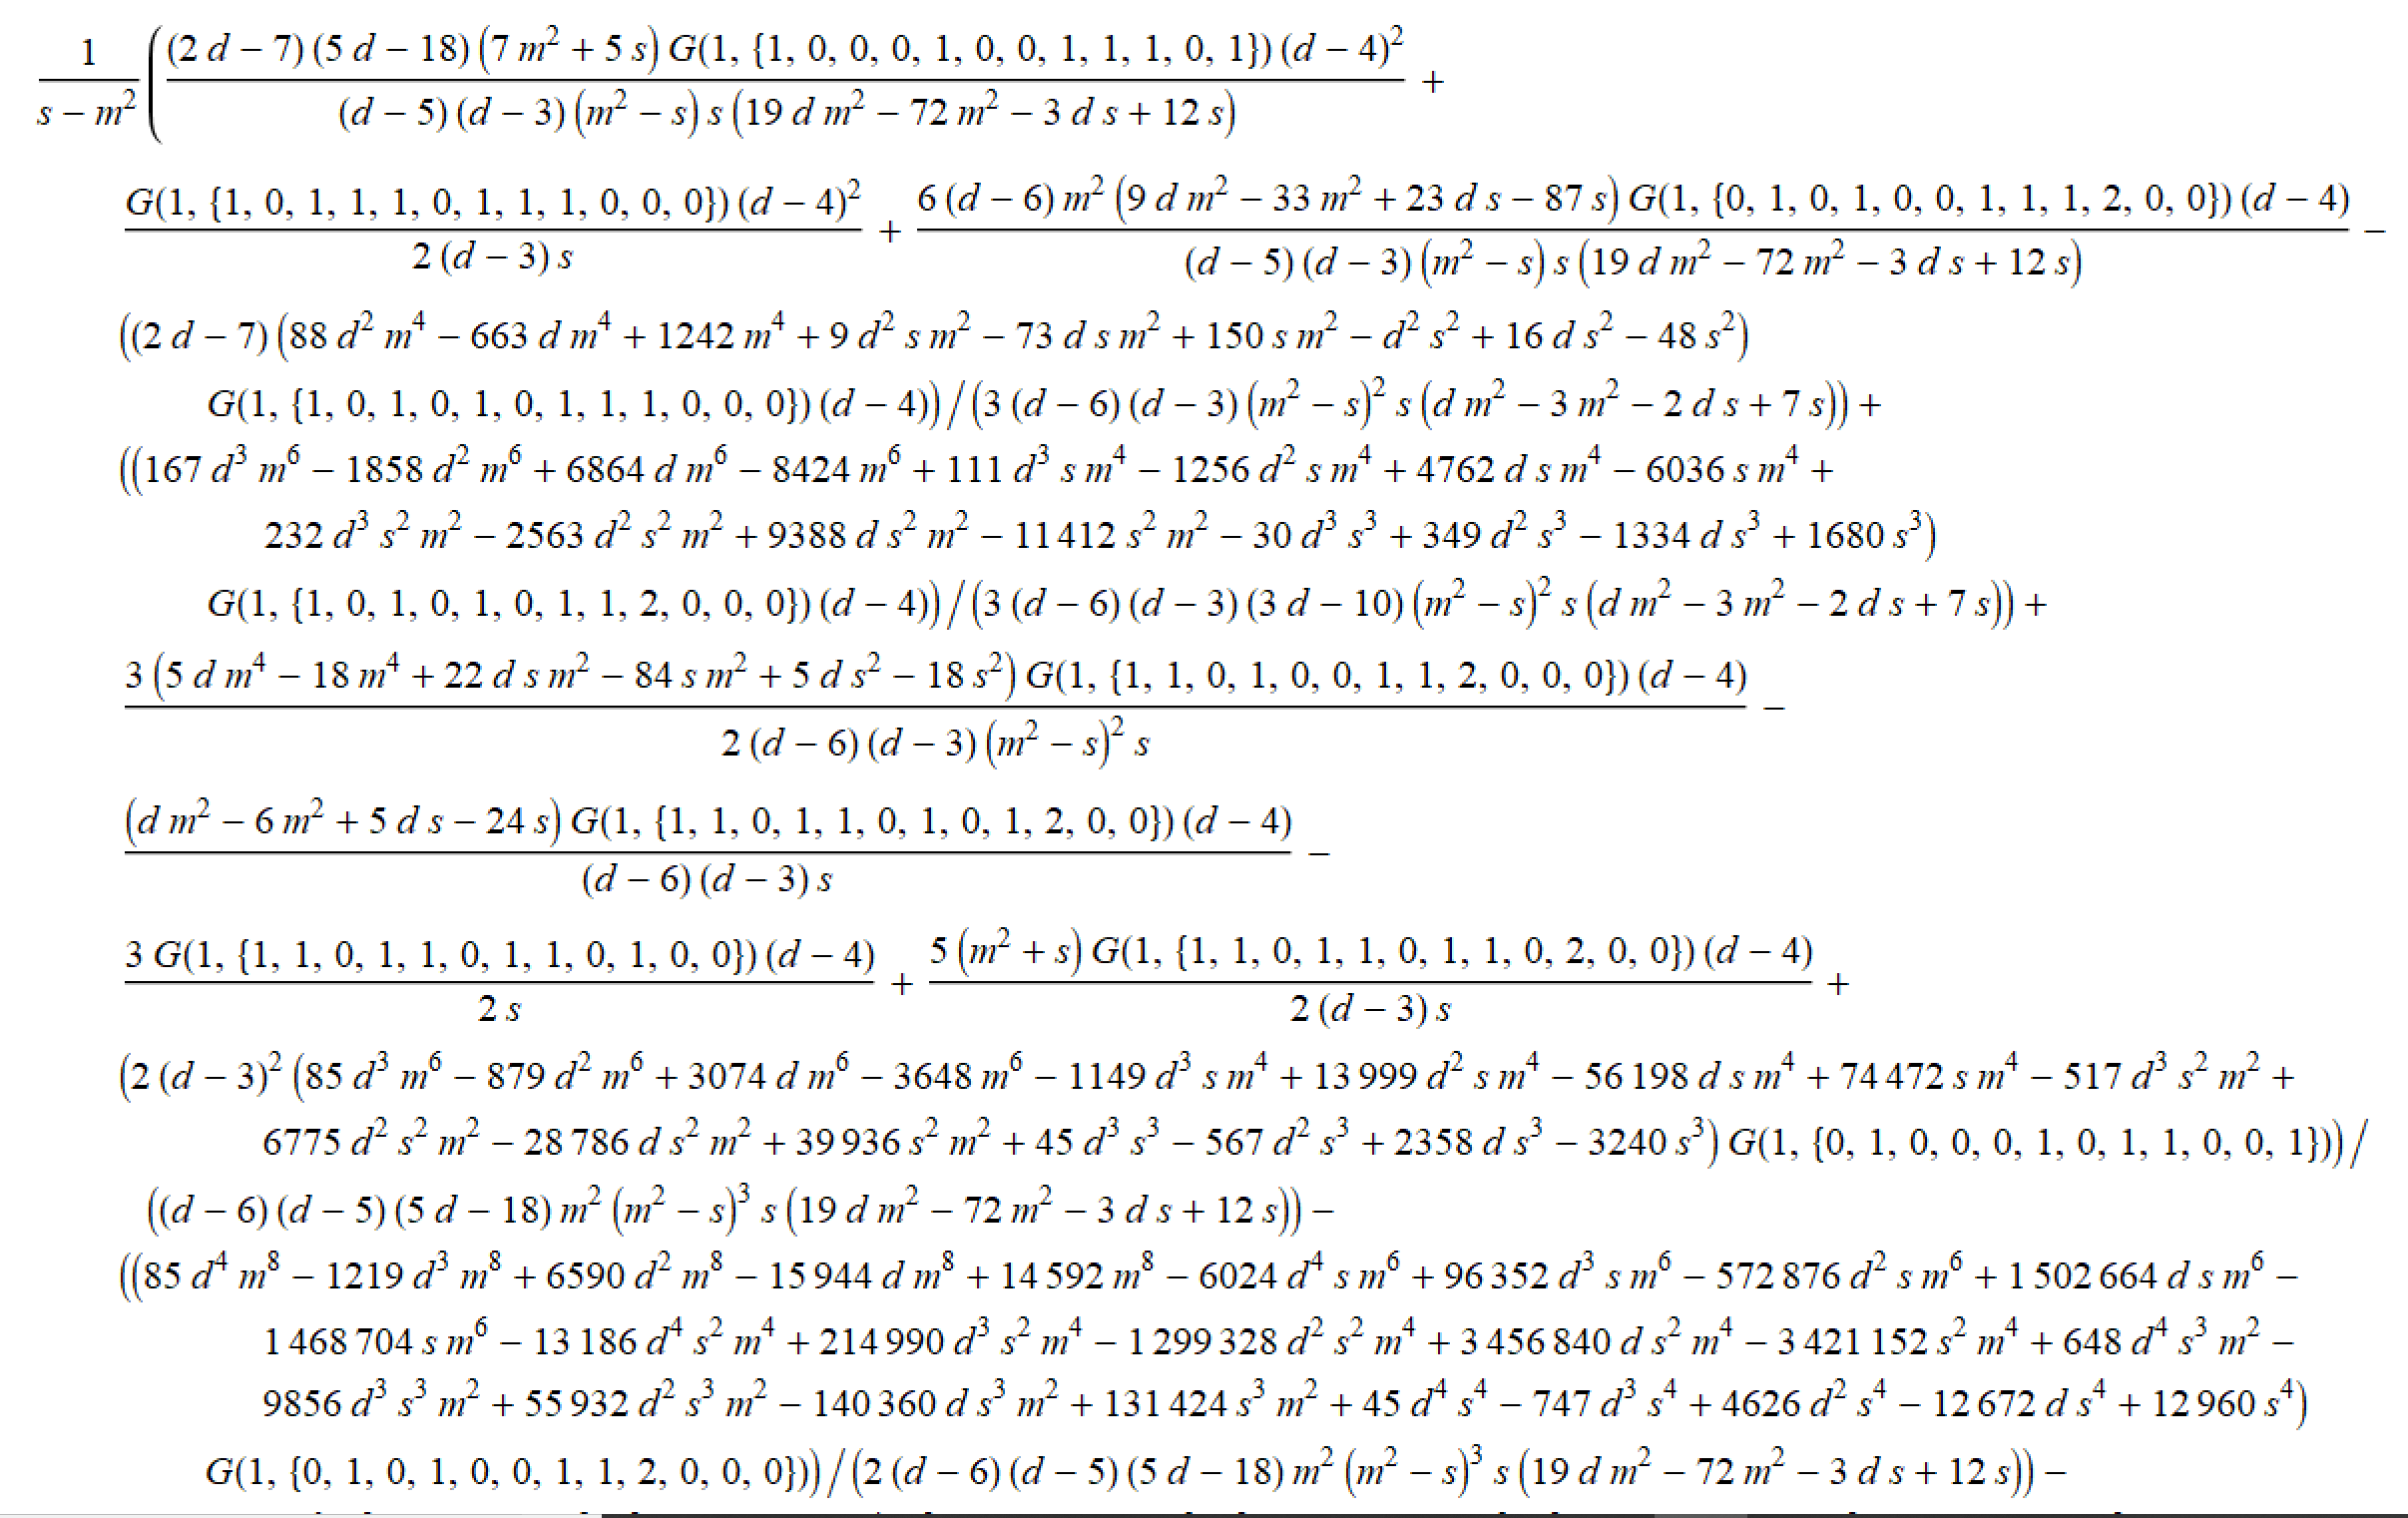 1/(s − m²) ( ((2 d − 7) (5 d − 18) (7 m² + 5 s) G(1, {1, 0, 0, 0, 1, 0, 0, 1, 1, 1, 0, 1}) (d − 4)²)/((d − 5) (d − 3) (m² − s) s (19 d m² − 72 m² − 3 d s + 12 s)) +
(G(1, {1, 0, 1, 1, 1, 0, 1, 1, 1, 0, 0, 0}) (d − 4)²)/(2 (d − 3) s) + (6 (d − 6) m² (9 d m² − 33 m² + 23 d s − 87 s) G(1, {0, 1, 0, 1, 0, 0, 1, 1, 1, 2, 0, 0}) (d − 4))/((d − 5) (d − 3) (m² − s) s (19 d m² − 72 m² − 3 d s + 12 s)) −
((2 d − 7) (88 d² m⁴ − 663 d m⁴ + 1242 m⁴ + 9 d² s m² − 73 d s m² + 150 s m² − d² s² + 16 d s² − 48 s²)
G(1, {1, 0, 1, 0, 1, 0, 1, 1, 1, 0, 0, 0}) (d − 4)) / (3 (d − 6) (d − 3) (m² − s)² s (d m² − 3 m² − 2 d s + 7 s)) +
((167 d³ m⁶ − 1858 d² m⁶ + 6864 d m⁶ − 8424 m⁶ + 111 d³ s m⁴ − 1256 d² s m⁴ + 4762 d s m⁴ − 6036 s m⁴ +
232 d³ s² m² − 2563 d² s² m² + 9388 d s² m² − 11 412 s² m² − 30 d³ s³ + 349 d² s³ − 1334 d s³ + 1680 s³)
G(1, {1, 0, 1, 0, 1, 0, 1, 1, 2, 0, 0, 0}) (d − 4)) / (3 (d − 6) (d − 3) (3 d − 10) (m² − s)² s (d m² − 3 m² − 2 d s + 7 s)) +
(3 (5 d m⁴ − 18 m⁴ + 22 d s m² − 84 s m² + 5 d s² − 18 s²) G(1, {1, 1, 0, 1, 0, 0, 1, 1, 2, 0, 0, 0}) (d − 4))/(2 (d − 6) (d − 3) (m² − s)² s) −
((d m² − 6 m² + 5 d s − 24 s) G(1, {1, 1, 0, 1, 1, 0, 1, 0, 1, 2, 0, 0}) (d − 4))/((d − 6) (d − 3) s) −
(3 G(1, {1, 1, 0, 1, 1, 0, 1, 1, 0, 1, 0, 0}) (d − 4))/(2 s) + (5 (m² + s) G(1, {1, 1, 0, 1, 1, 0, 1, 1, 0, 2, 0, 0}) (d − 4))/(2 (d − 3) s) +
(2 (d − 3)² (85 d³ m⁶ − 879 d² m⁶ + 3074 d m⁶ − 3648 m⁶ − 1149 d³ s m⁴ + 13 999 d² s m⁴ − 56 198 d s m⁴ + 74 472 s m⁴ − 517 d³ s² m² +
6775 d² s² m² − 28 786 d s² m² + 39 936 s² m² + 45 d³ s³ − 567 d² s³ + 2358 d s³ − 3240 s³) G(1, {0, 1, 0, 0, 0, 1, 0, 1, 1, 0, 0, 1})) /
((d − 6) (d − 5) (5 d − 18) m² (m² − s)³ s (19 d m² − 72 m² − 3 d s + 12 s)) −
((85 d⁴ m⁸ − 1219 d³ m⁸ + 6590 d² m⁸ − 15 944 d m⁸ + 14 592 m⁸ − 6024 d⁴ s m⁶ + 96 352 d³ s m⁶ − 572 876 d² s m⁶ + 1 502 664 d s m⁶ −
1 468 704 s m⁶ − 13 186 d⁴ s² m⁴ + 214 990 d³ s² m⁴ − 1 299 328 d² s² m⁴ + 3 456 840 d s² m⁴ − 3 421 152 s² m⁴ + 648 d⁴ s³ m² −
9856 d³ s³ m² + 55 932 d² s³ m² − 140 360 d s³ m² + 131 424 s³ m² + 45 d⁴ s⁴ − 747 d³ s⁴ + 4626 d² s⁴ − 12 672 d s⁴ + 12 960 s⁴)
G(1, {0, 1, 0, 1, 0, 0, 1, 1, 2, 0, 0, 0})) / (2 (d − 6) (d − 5) (5 d − 18) m² (m² − s)³ s (19 d m² − 72 m² − 3 d s + 12 s)) −